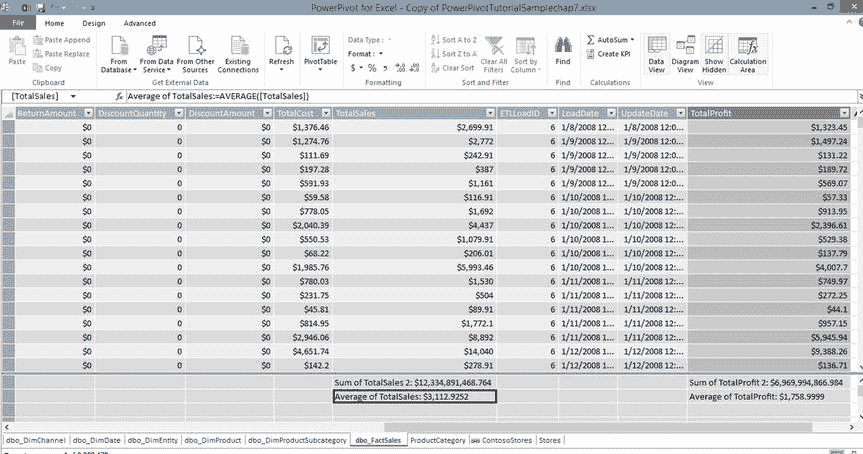 PowerPivot for Excel - Copy of PowerPivotTutorialSamplechap7.xlsx
File Home Design Advanced
Paste Paste Append Paste Replace Copy Clipboard
From Database From Data Service From Other Sources Existing Connections Get External Data
Refresh PivotTable
Data Type : Format : $ % , Formatting
Sort A to Z Sort Z to A Clear Sort Clear All Filters Sort by Column Sort and Filter
Find Find
AutoSum Create KPI Calculations
Data View Diagram View Show Hidden Calculation Area View
[TotalSales] fx Average of TotalSales:=AVERAGE([TotalSales])
ReturnAmount DiscountQuantity DiscountAmount TotalCost TotalSales ETLLoadID LoadDate UpdateDate TotalProfit
$0 0 $0 $1,376.46 $2,699.91 6 1/8/2008 12... 1/8/2008 12:0... $1,323.45
$0 0 $0 $1,274.76 $2,772 6 1/9/2008 12... 1/9/2008 12:0... $1,497.24
$0 0 $0 $111.69 $242.91 6 1/9/2008 12... 1/9/2008 12:0... $131.22
$0 0 $0 $197.28 $387 6 1/9/2008 12... 1/9/2008 12:0... $189.72
$0 0 $0 $591.93 $1,161 6 1/9/2008 12... 1/9/2008 12:0... $569.07
$0 0 $0 $59.58 $116.91 6 1/10/2008 1... 1/10/2008 12:... $57.33
$0 0 $0 $778.05 $1,692 6 1/10/2008 1... 1/10/2008 12:... $913.95
$0 0 $0 $2,040.39 $4,437 6 1/10/2008 1... 1/10/2008 12:... $2,396.61
$0 0 $0 $550.53 $1,079.91 6 1/10/2008 1... 1/10/2008 12:... $529.38
$0 0 $0 $68.22 $206.01 6 1/10/2008 1... 1/10/2008 12:... $137.79
$0 0 $0 $1,985.76 $5,993.46 6 1/10/2008 1... 1/10/2008 12:... $4,007.7
$0 0 $0 $780.03 $1,530 6 1/11/2008 1... 1/11/2008 12:... $749.97
$0 0 $0 $231.75 $504 6 1/11/2008 1... 1/11/2008 12:... $272.25
$0 0 $0 $45.81 $89.91 6 1/11/2008 1... 1/11/2008 12:... $44.1
$0 0 $0 $814.95 $1,772.1 6 1/11/2008 1... 1/11/2008 12:... $957.15
$0 0 $0 $2,946.06 $8,892 6 1/11/2008 1... 1/11/2008 12:... $5,945.94
$0 0 $0 $4,651.74 $14,040 6 1/12/2008 1... 1/12/2008 12:... $9,388.26
$0 0 $0 $142.2 $278.91 6 1/12/2008 1... 1/12/2008 12:... $136.71
Sum of TotalSales 2: $12,334,891,468.764 Sum of TotalProfit 2: $6,969,994,866.984
Average of TotalSales: $3,112.9252 Average of TotalProfit: $1,758.9999
dbo_DimChannel dbo_DimDate dbo_DimEntity dbo_DimProduct dbo_DimProductSubcategory dbo_FactSales ProductCategory ContosoStores Stores